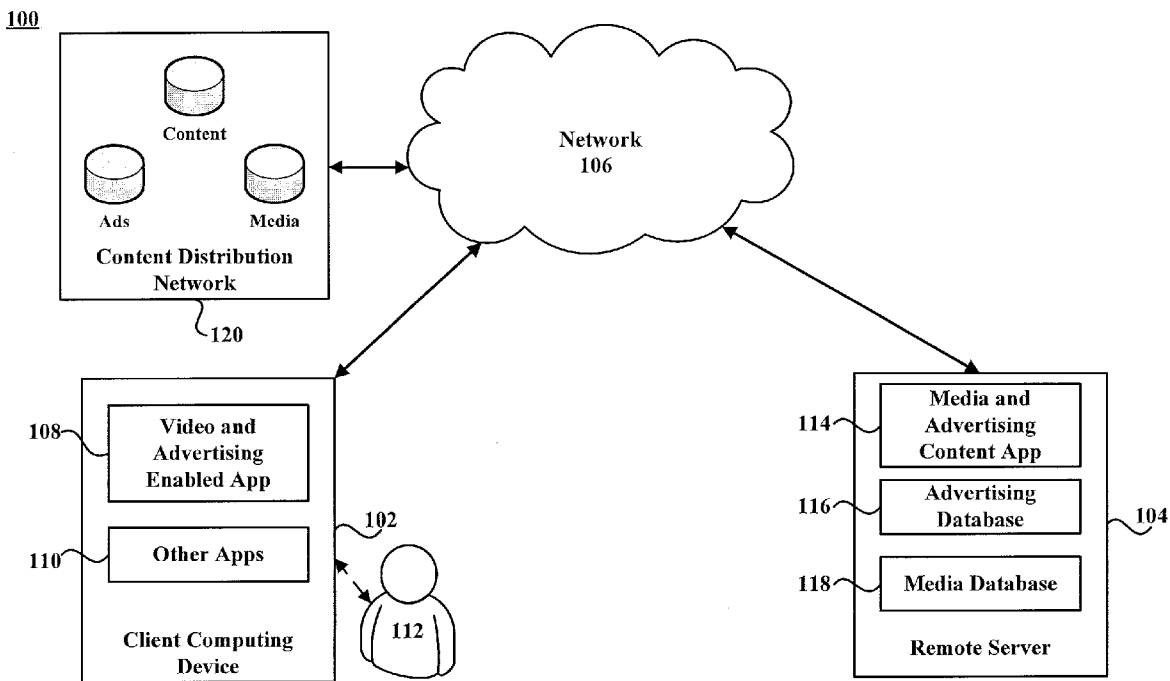 100
Content
Ads
Media
Content Distribution
Network
120
Network
106
108
Video and
Advertising
Enabled App
102
110
Other Apps
112
Client Computing
Device
114
Media and
Advertising
Content App
116
Advertising
Database
104
118
Media Database
Remote Server